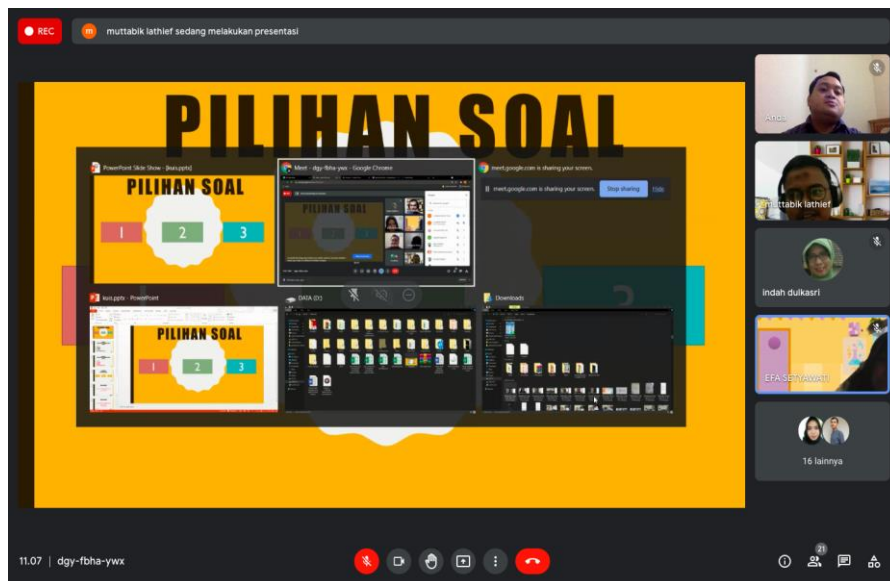 REC
m
muttabik lathief sedang melakukan presentasi
PILIHAN SOAL
PowerPoint Slide Show - [kuis.pptx]
PILIHAN SOAL
1
2
3
Meet - dgy-fbha-ywx - Google Chrome
PILIHAN SOAL
meet.google.com is sharing your screen.
meet.google.com is sharing your screen.
Stop sharing
Hide
3
kuis.pptx - PowerPoint
PILIHAN SOAL
1
2
3
DATA (D:)
Downloads
Anda
muttabik lathief
indah dulkasri
EFA SETYAWATI
16 lainnya
11.07 | dgy-fbha-ywx
21